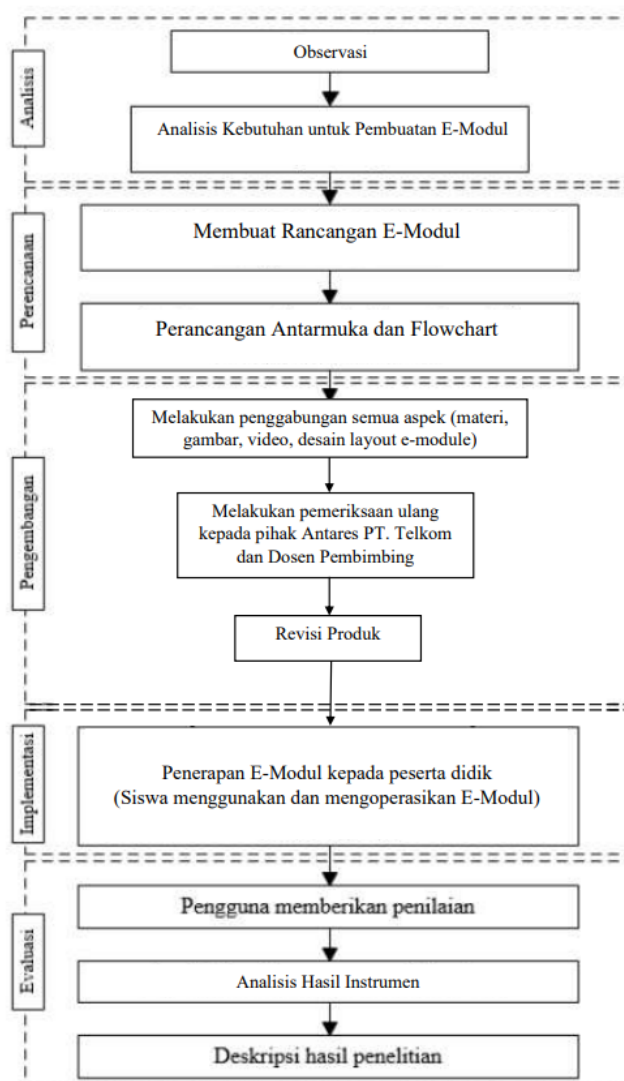 Analisis
Observasi
Analisis Kebutuhan untuk Pembuatan E-Modul
Perencanaan
Membuat Rancangan E-Modul
Perancangan Antarmuka dan Flowchart
Pengembangan
Melakukan penggabungan semua aspek (materi,
gambar, video, desain layout e-module)
Melakukan pemeriksaan ulang
kepada pihak Antares PT. Telkom
dan Dosen Pembimbing
Revisi Produk
Implementasi
Penerapan E-Modul kepada peserta didik
(Siswa menggunakan dan mengoperasikan E-Modul)
Evaluasi
Pengguna memberikan penilaian
Analisis Hasil Instrumen
Deskripsi hasil penelitian